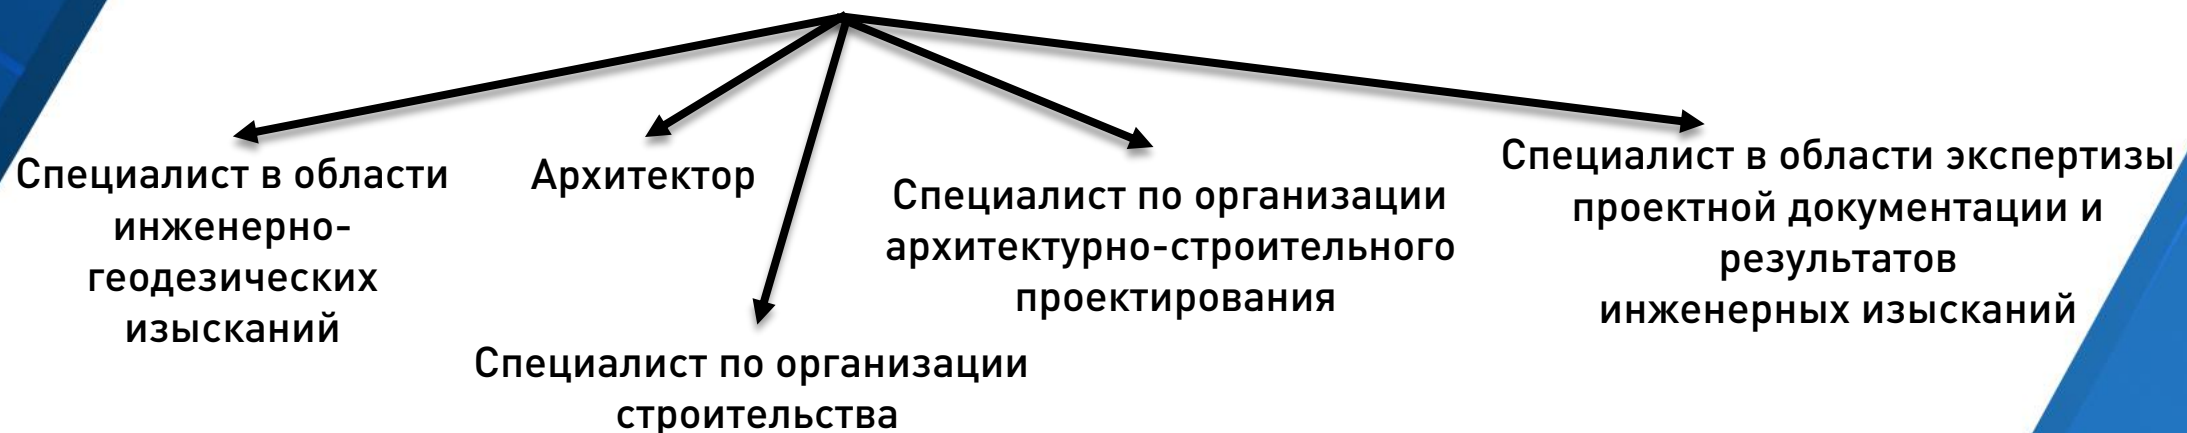 Специалист в области
инженерно-
геодезических
изысканий
Архитектор
Специалист по организации
строительства
Специалист по организации
архитектурно-строительного
проектирования
Специалист в области экспертизы
проектной документации и
результатов
инженерных изысканий